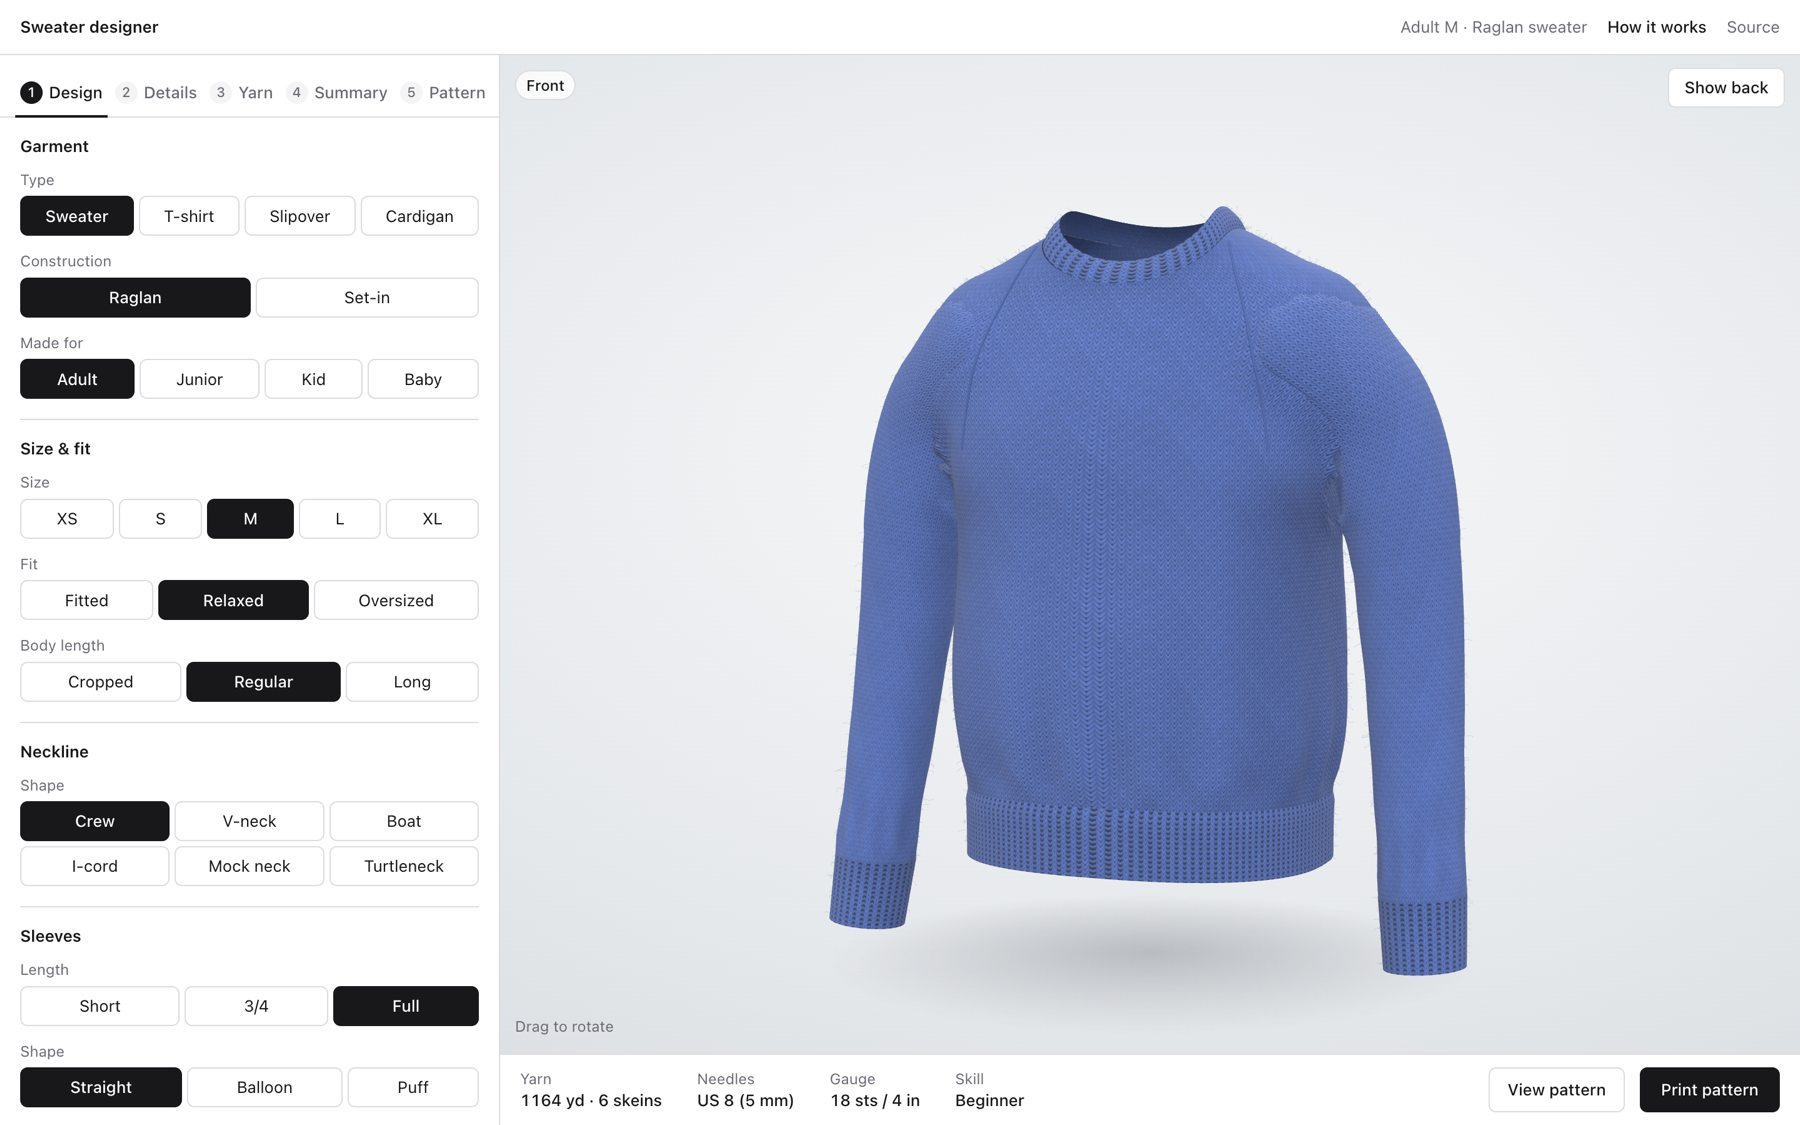 Sweater designer
Adult M · Raglan sweater How it works Source
1 Design 2 Details 3 Yarn 4 Summary 5 Pattern
Garment
Type
Sweater T-shirt Slipover Cardigan
Construction
Raglan Set-in
Made for
Adult Junior Kid Baby
Size & fit
Size
XS S M L XL
Fit
Fitted Relaxed Oversized
Body length
Cropped Regular Long
Neckline
Shape
Crew V-neck Boat
I-cord Mock neck Turtleneck
Sleeves
Length
Short 3/4 Full
Shape
Straight Balloon Puff
Front
Show back
Drag to rotate
Yarn Needles Gauge Skill
1164 yd · 6 skeins US 8 (5 mm) 18 sts / 4 in Beginner
View pattern Print pattern